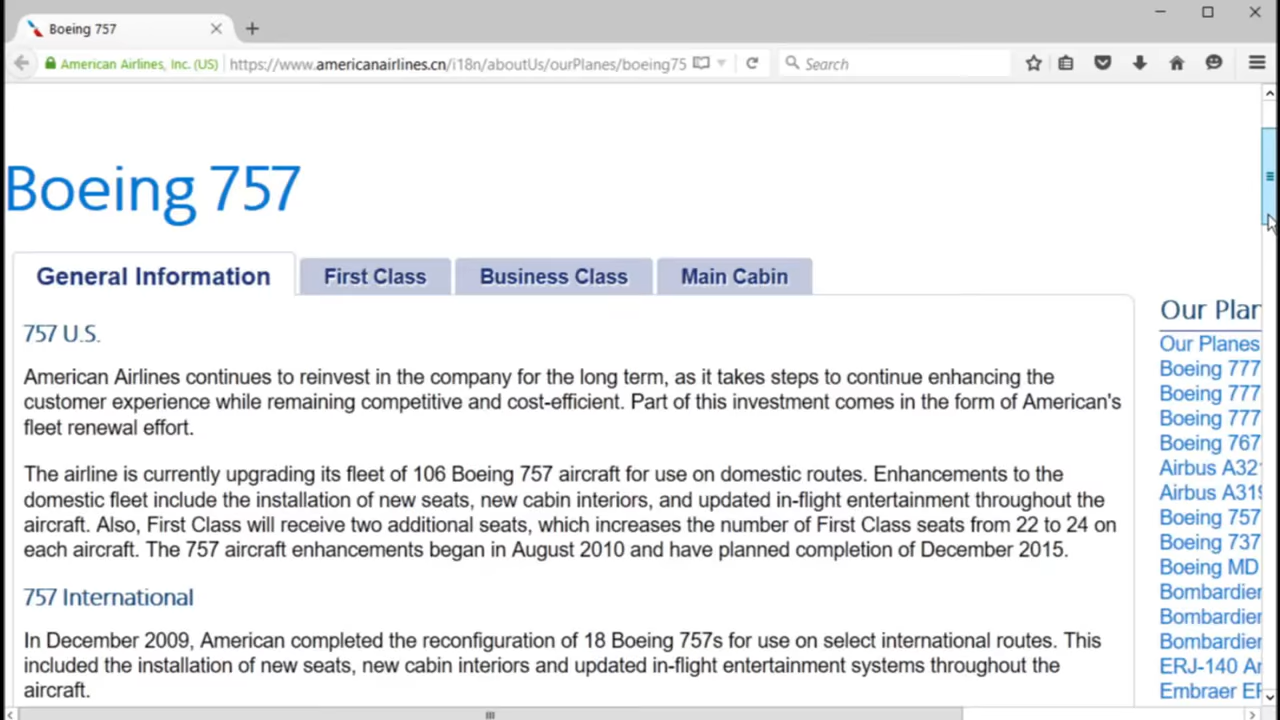 Boeing 757
American Airlines, Inc. (US)
https://www.americanairlines.cn/i18n/aboutUs/ourPlanes/boeing75
Search
Boeing 757
General Information
First Class
Business Class
Main Cabin
757 U.S.
American Airlines continues to reinvest in the company for the long term, as it takes steps to continue enhancing the
customer experience while remaining competitive and cost-efficient. Part of this investment comes in the form of American's
fleet renewal effort.
The airline is currently upgrading its fleet of 106 Boeing 757 aircraft for use on domestic routes. Enhancements to the
domestic fleet include the installation of new seats, new cabin interiors, and updated in-flight entertainment throughout the
aircraft. Also, First Class will receive two additional seats, which increases the number of First Class seats from 22 to 24 on
each aircraft. The 757 aircraft enhancements began in August 2010 and have planned completion of December 2015.
757 International
In December 2009, American completed the reconfiguration of 18 Boeing 757s for use on select international routes. This
included the installation of new seats, new cabin interiors and updated in-flight entertainment systems throughout the
aircraft.
Our Plan
Our Planes
Boeing 777
Boeing 777
Boeing 777
Boeing 767
Airbus A32
Airbus A319
Boeing 757
Boeing 737
Boeing MD
Bombardier
Bombardier
Bombardier
ERJ-140 Ar
Embraer EF